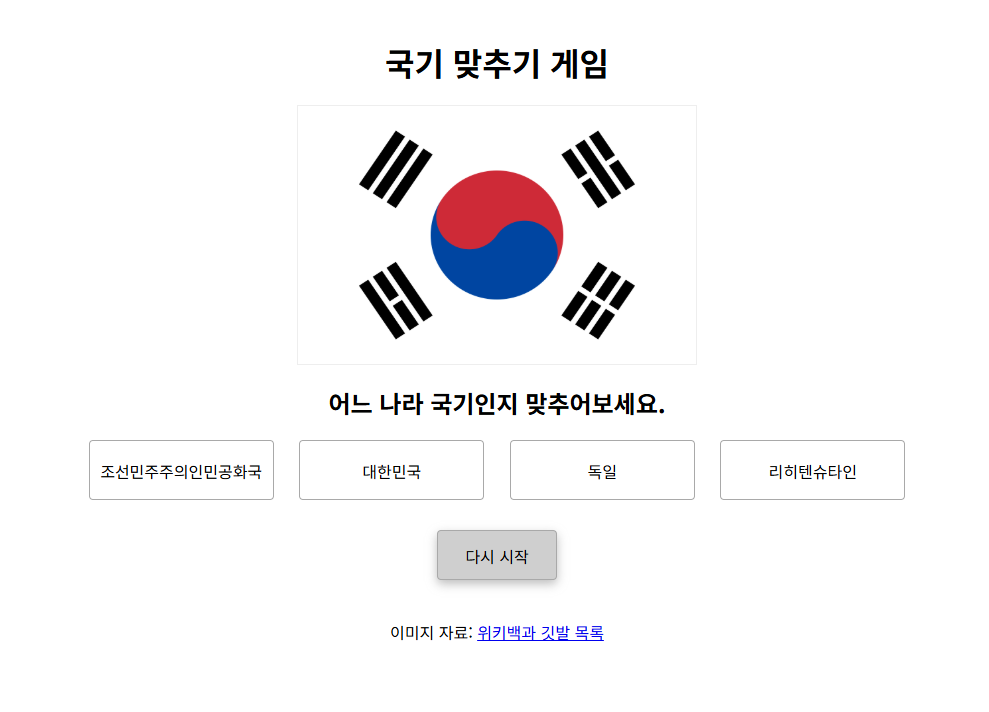 국기 맞추기 게임
어느 나라 국기인지 맞추어보세요.
조선민주주의인민공화국
대한민국
독일
리히텐슈타인
다시 시작
이미지 자료: 위키백과 깃발 목록